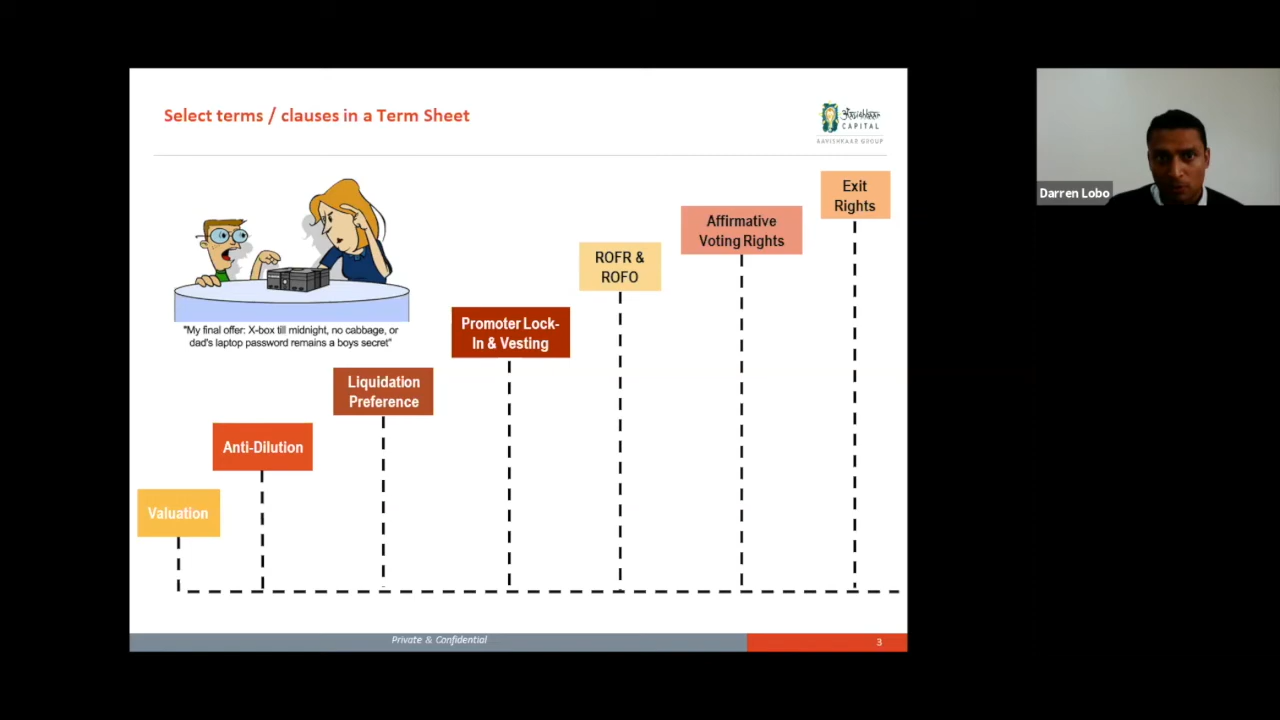 Select terms / clauses in a Term Sheet
आविष्कार
CAPITAL
AAVISHKAAR GROUP
Exit
Rights
Affirmative
Voting Rights
ROFR &
ROFO
Promoter Lock-
In & Vesting
"My final offer: X-box till midnight, no cabbage, or
dad's laptop password remains a boys secret"
Liquidation
Preference
Anti-Dilution
Valuation
Private & Confidential
3
Darren Lobo